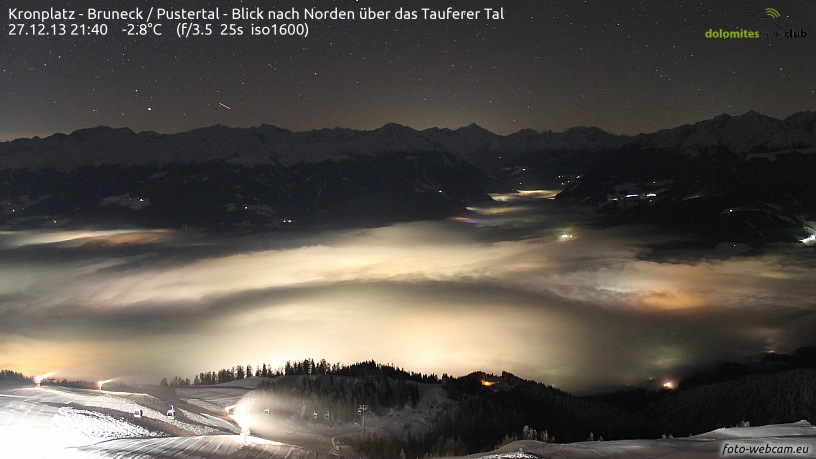 Kronplatz - Bruneck / Pustertal - Blick nach Norden über das Tauferer Tal
27.12.13 21:40 -2.8°C (f/3.5 25s iso1600)
dolomites club
foto-webcam.eu